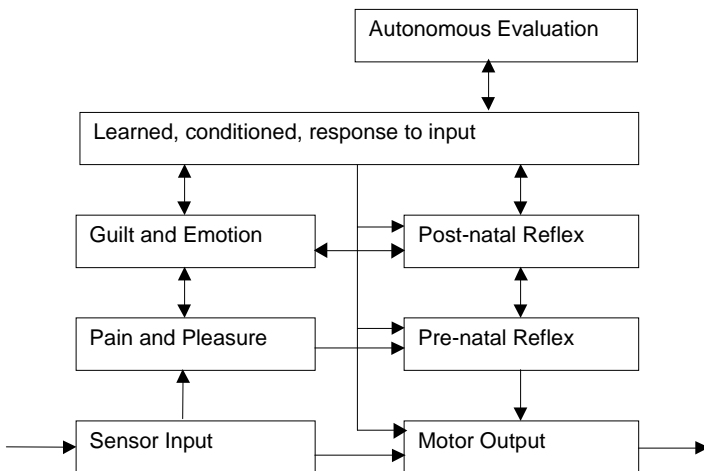 Autonomous Evaluation
Learned, conditioned, response to input
Guilt and Emotion
Post-natal Reflex
Pain and Pleasure
Pre-natal Reflex
Sensor Input
Motor Output